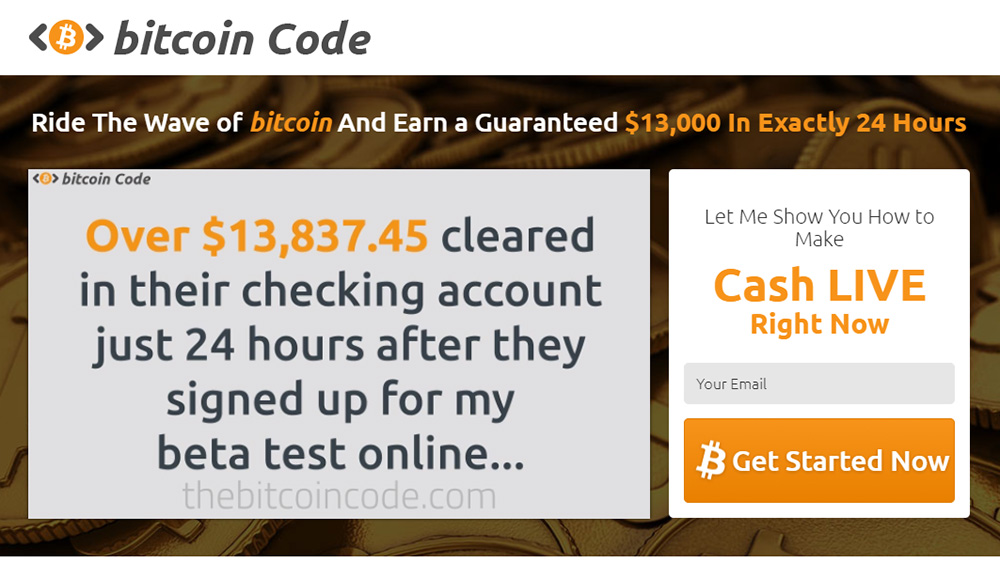 bitcoin Code
Ride The Wave of bitcoin And Earn a Guaranteed $13,000 In Exactly 24 Hours
bitcoin Code
Over $13,837.45 cleared
in their checking account
just 24 hours after they
signed up for my
beta test online...
thebitcoincode.com
Let Me Show You How to
Make
Cash LIVE
Right Now
Your Email
Get Started Now